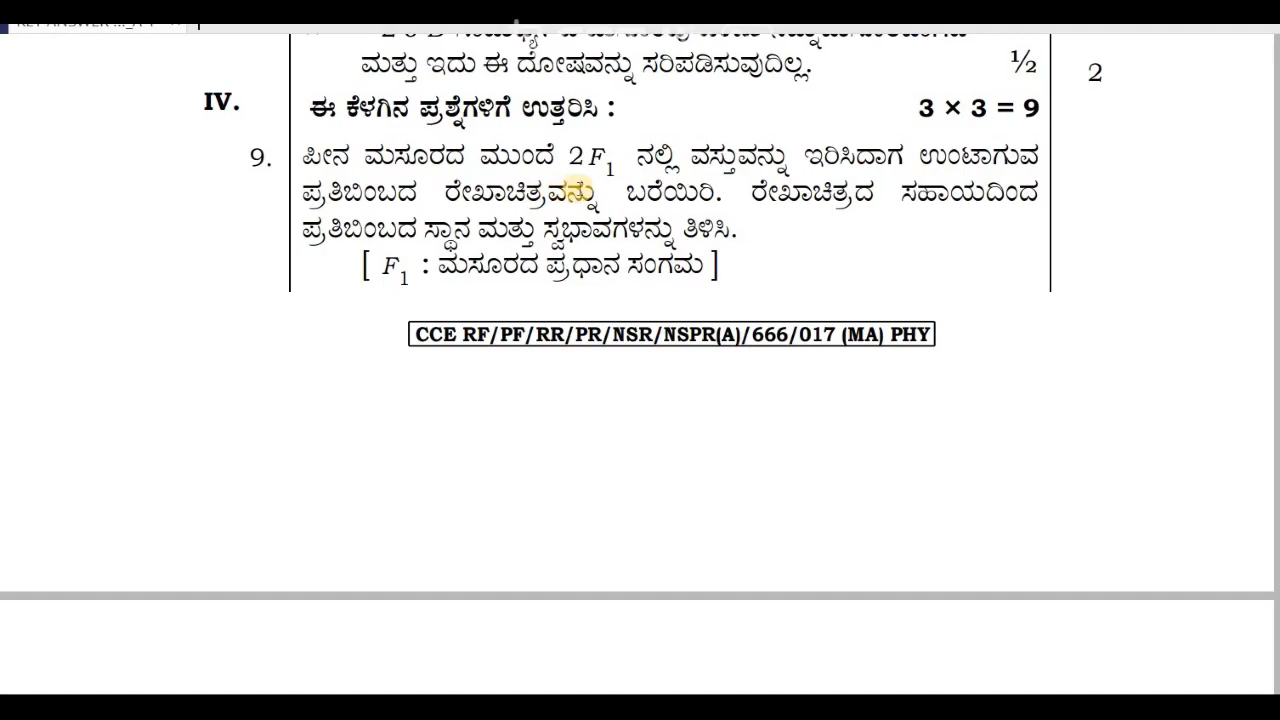 ಮತ್ತು ಇದು ಈ ದೋಷವನ್ನು ಸರಿಪಡಿಸುವುದಿಲ್ಲ. ½ 2
IV. ಈ ಕೆಳಗಿನ ಪ್ರಶ್ನೆಗಳಿಗೆ ಉತ್ತರಿಸಿ : 3 × 3 = 9
9. ಪೀನ ಮಸೂರದ ಮುಂದೆ 2F₁ ನಲ್ಲಿ ವಸ್ತುವನ್ನು ಇರಿಸಿದಾಗ ಉಂಟಾಗುವ
ಪ್ರತಿಬಿಂಬದ ರೇಖಾಚಿತ್ರವನ್ನು ಬರೆಯಿರಿ. ರೇಖಾಚಿತ್ರದ ಸಹಾಯದಿಂದ
ಪ್ರತಿಬಿಂಬದ ಸ್ಥಾನ ಮತ್ತು ಸ್ವಭಾವಗಳನ್ನು ತಿಳಿಸಿ.
[ F₁ : ಮಸೂರದ ಪ್ರಧಾನ ಸಂಗಮ ]
CCE RF/PF/RR/PR/NSR/NSPR(A)/666/017 (MA) PHY